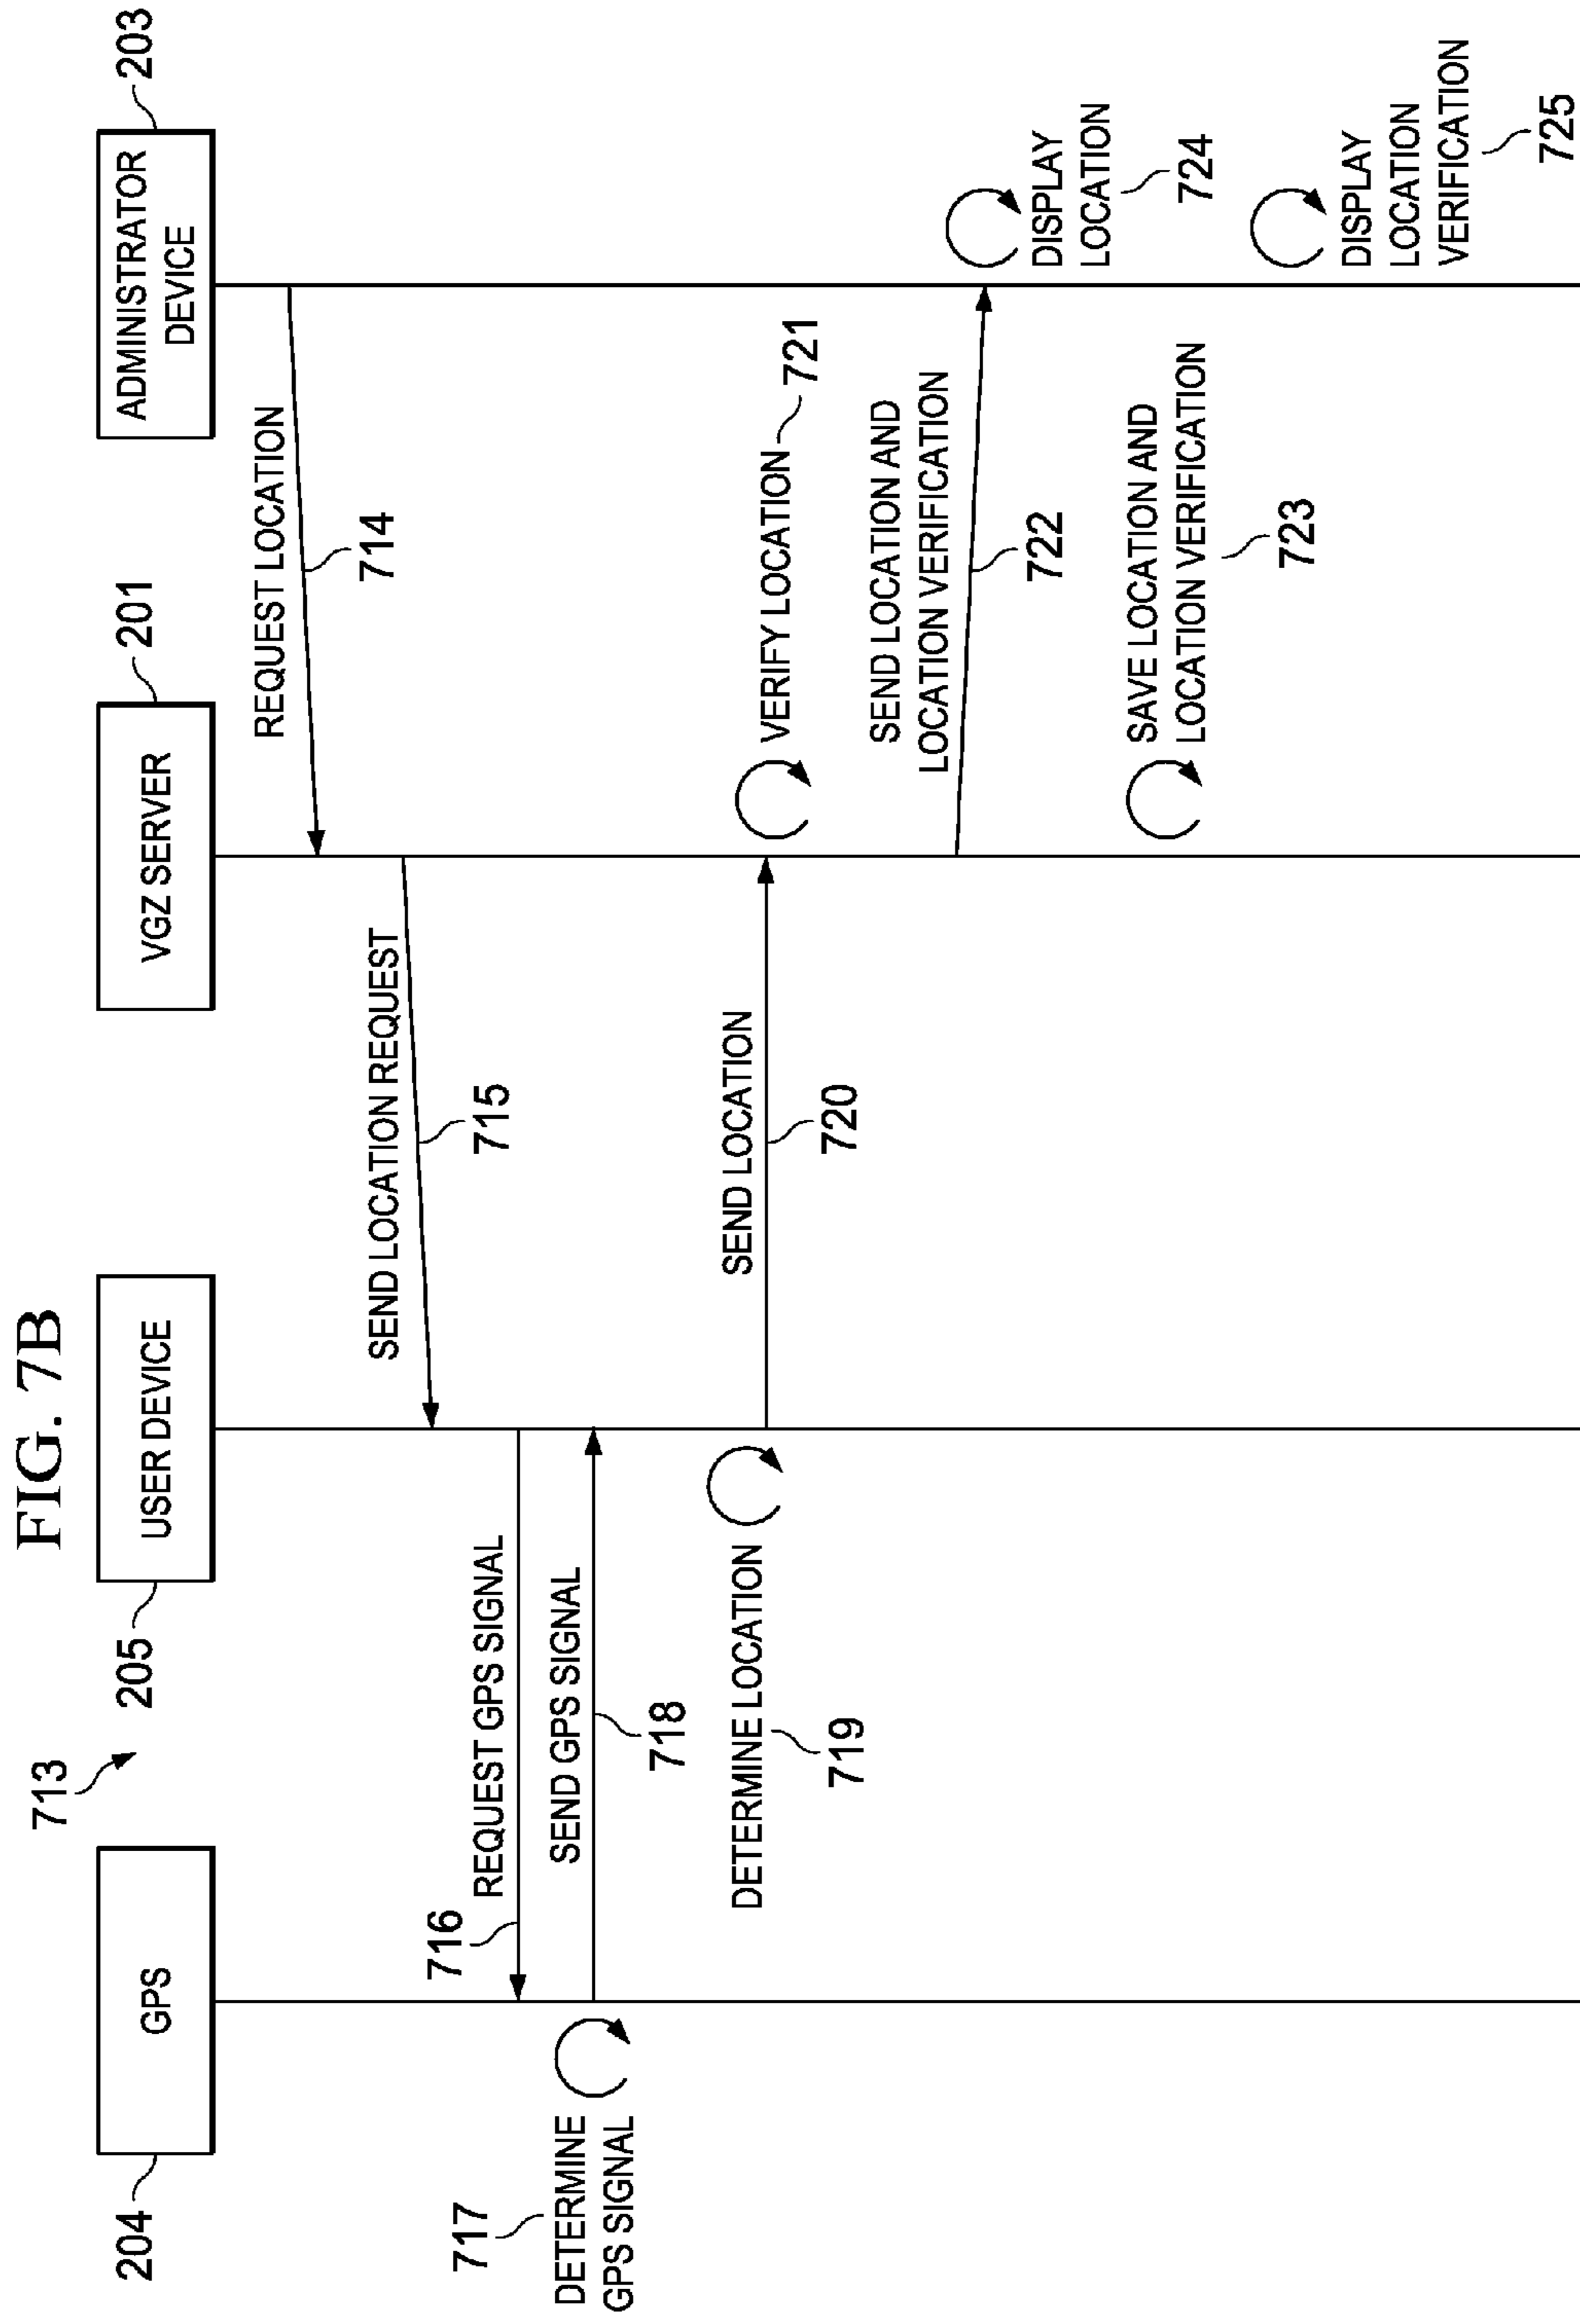 FIG. 7B
713
204
GPS
205
USER DEVICE
VGZ SERVER
201
ADMINISTRATOR
DEVICE
203
REQUEST LOCATION
714
SEND LOCATION REQUEST
715
716
REQUEST GPS SIGNAL
717
DETERMINE
GPS SIGNAL
SEND GPS SIGNAL
718
DETERMINE LOCATION
719
SEND LOCATION
720
VERIFY LOCATION
721
SEND LOCATION AND
LOCATION VERIFICATION
722
SAVE LOCATION AND
LOCATION VERIFICATION
723
DISPLAY
LOCATION
724
DISPLAY
LOCATION
VERIFICATION
725